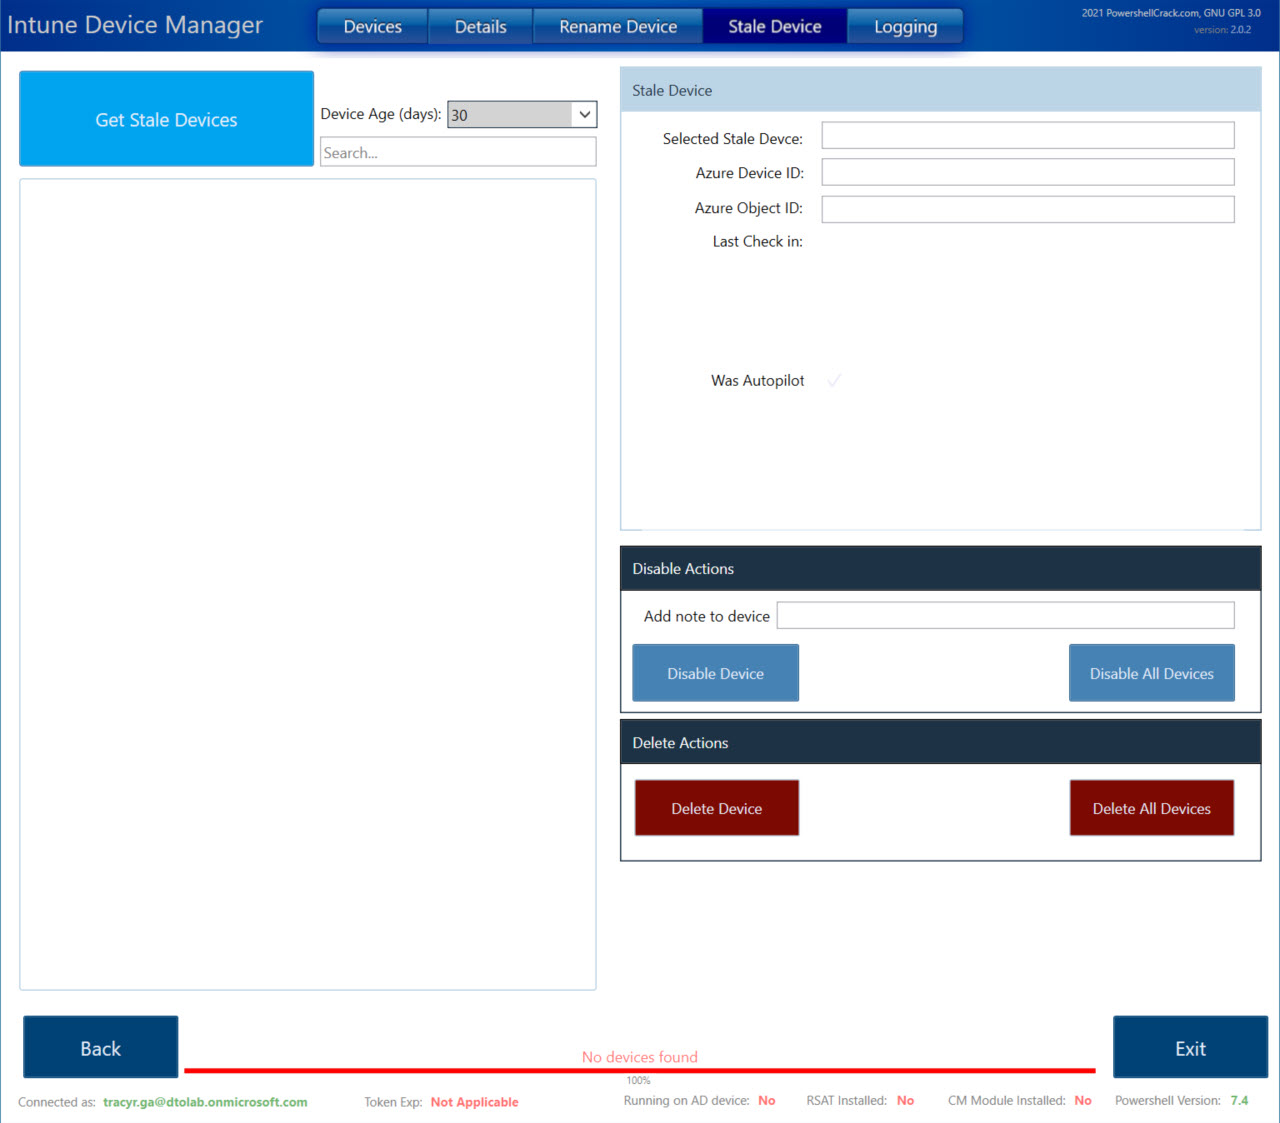 Intune Device Manager
Devices
Details
Rename Device
Stale Device
Logging
2021 PowershellCrack.com, GNU GPL 3.0
version: 2.0.2
Get Stale Devices
Device Age (days): 30
Search...
Stale Device
Selected Stale Devce:
Azure Device ID:
Azure Object ID:
Last Check in:
Was Autopilot
Disable Actions
Add note to device
Disable Device
Disable All Devices
Delete Actions
Delete Device
Delete All Devices
Back
No devices found
100%
Exit
Connected as: tracyr.ga@dtolab.onmicrosoft.com
Token Exp: Not Applicable
Running on AD device: No
RSAT Installed: No
CM Module Installed: No
Powershell Version: 7.4